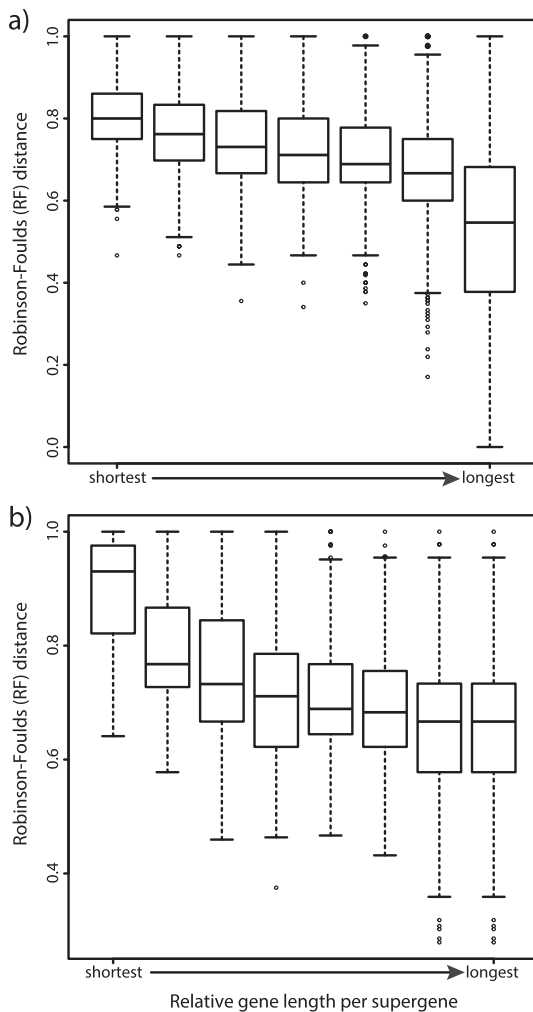 a)
Robinson-Foulds (RF) distance
1.0
0.8
0.6
0.4
0.2
0.0
shortest
longest
b)
Robinson-Foulds (RF) distance
1.0
0.8
0.6
0.4
shortest
longest
Relative gene length per supergene